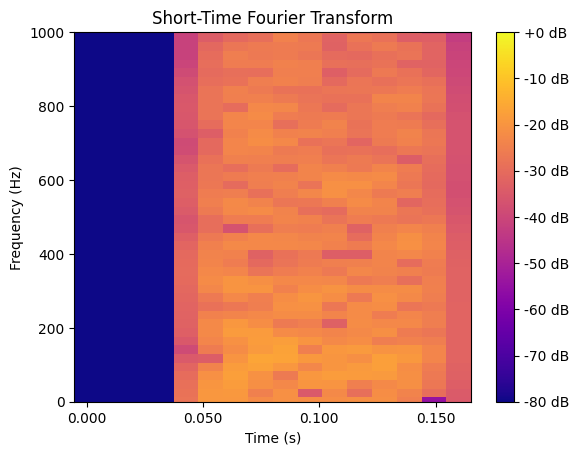 Short-Time Fourier Transform
1000
800
600
400
200
0
Frequency (Hz)
0.000
0.050
0.100
0.150
Time (s)
+0 dB
-10 dB
-20 dB
-30 dB
-40 dB
-50 dB
-60 dB
-70 dB
-80 dB